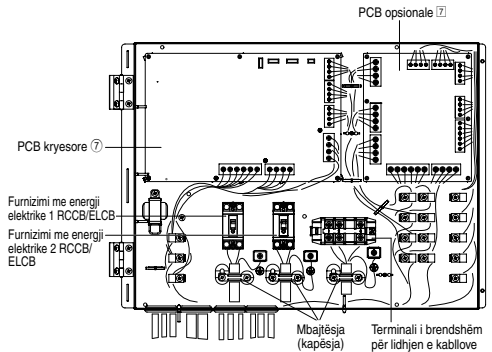 PCB opsionale 7
PCB kryesore ⑦
Furnizimi me energji
elektrike 1 RCCB/ELCB
Furnizimi me energji
elektrike 2 RCCB/
ELCB
Mbajtësja
(kapësja)
Terminali i brendshëm
për lidhjen e kabllove